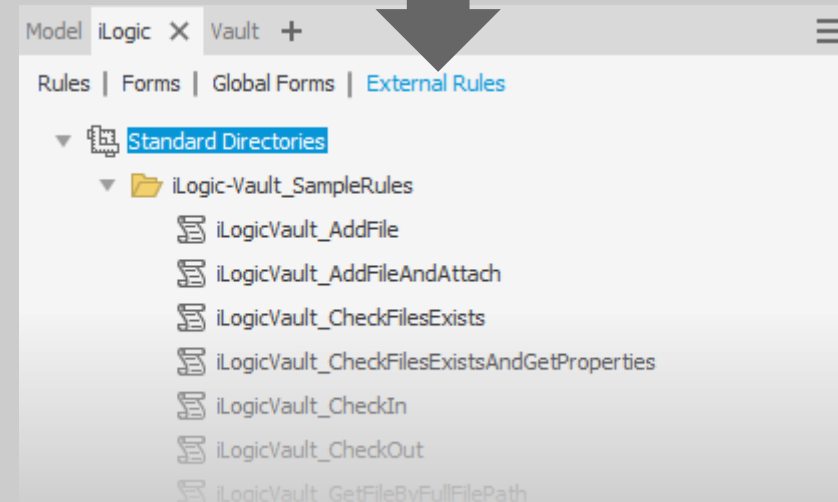 Model iLogic Vault
Rules | Forms | Global Forms | External Rules
Standard Directories
iLogic-Vault_SampleRules
iLogicVault_AddFile
iLogicVault_AddFileAndAttach
iLogicVault_CheckFilesExists
iLogicVault_CheckFilesExistsAndGetProperties
iLogicVault_CheckIn
iLogicVault_CheckOut
iLogicVault_GetFileByFullFilePath